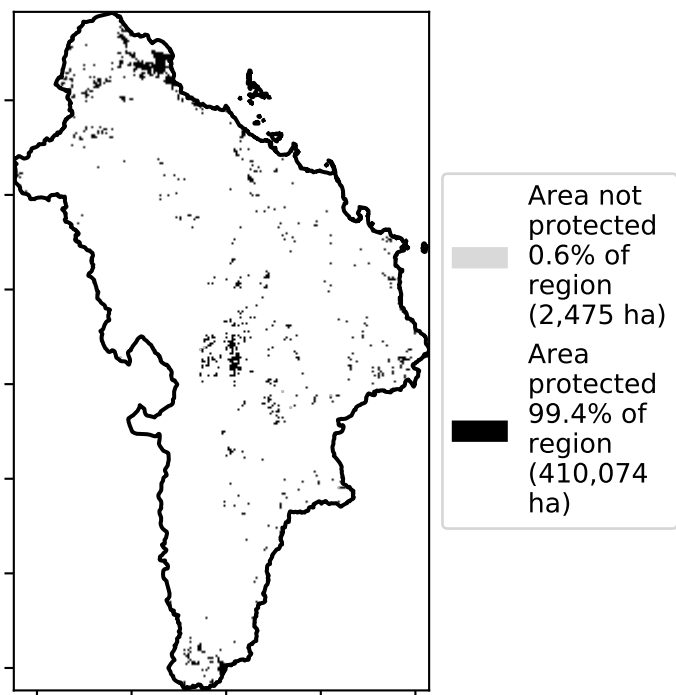 Area not
protected
0.6% of
region
(2,475 ha)
Area
protected
99.4% of
region
(410,074
ha)